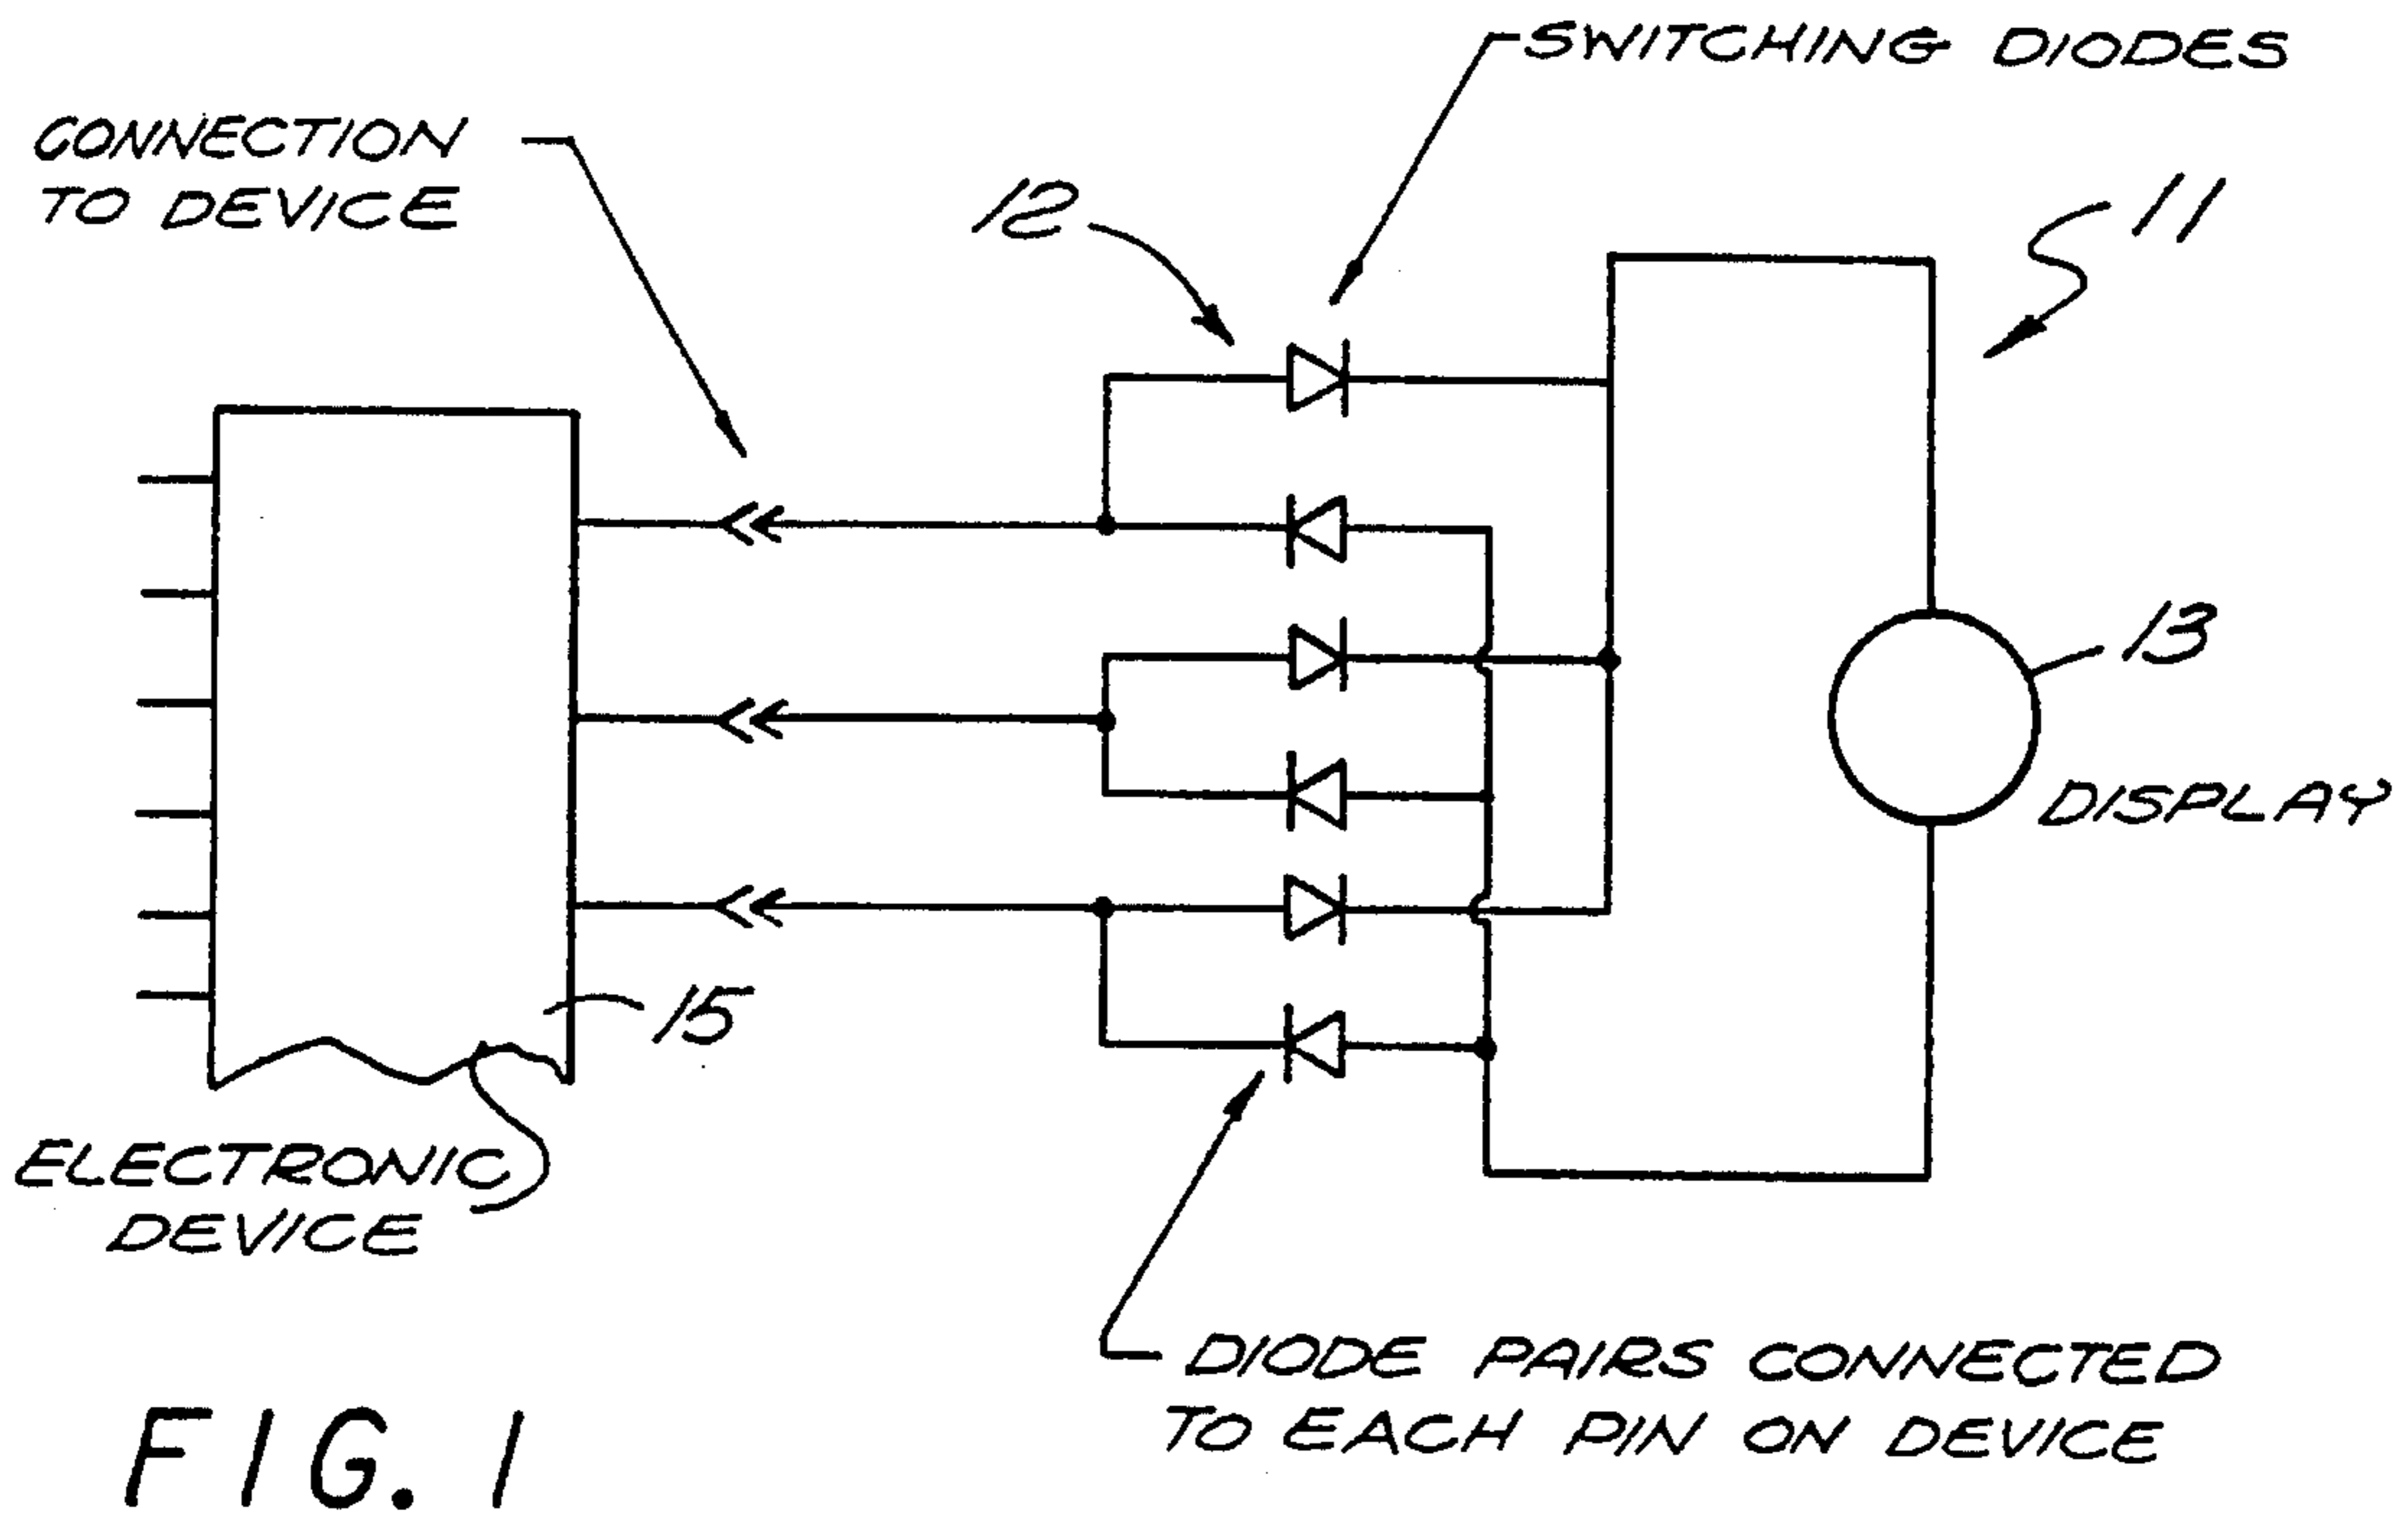 SWITCHING DIODES
CONNECTION
TO DEVICE
12
11
13
DISPLAY
15
ELECTRONIC
DEVICE
DIODE PAIRS CONNECTED
TO EACH PIN ON DEVICE
FIG. 1